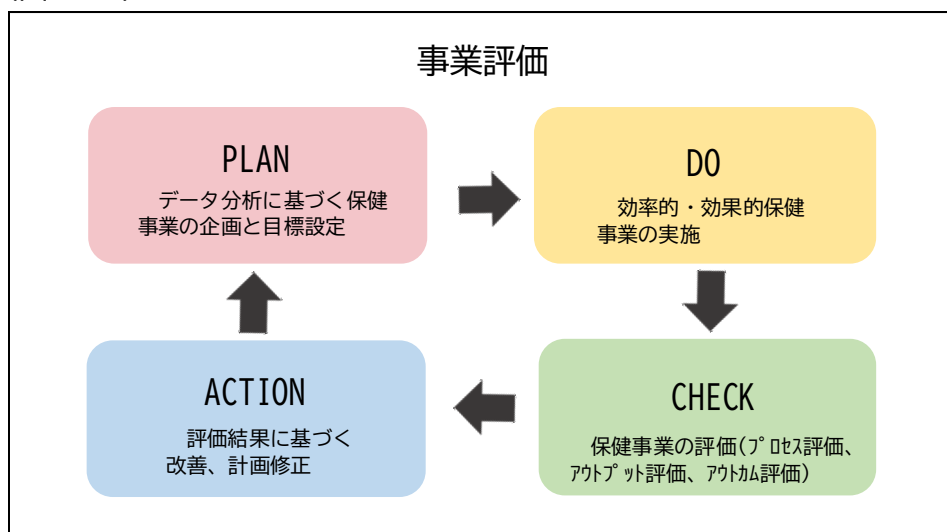 事業評価
PLAN
データ分析に基づく保健
事業の企画と目標設定
DO
効率的・効果的保健
事業の実施
ACTION
評価結果に基づく
改善、計画修正
CHECK
保健事業の評価(ﾌﾟﾛｾｽ評価、
ｱｳﾄﾌﾟｯﾄ評価、ｱｳﾄｶﾑ評価)